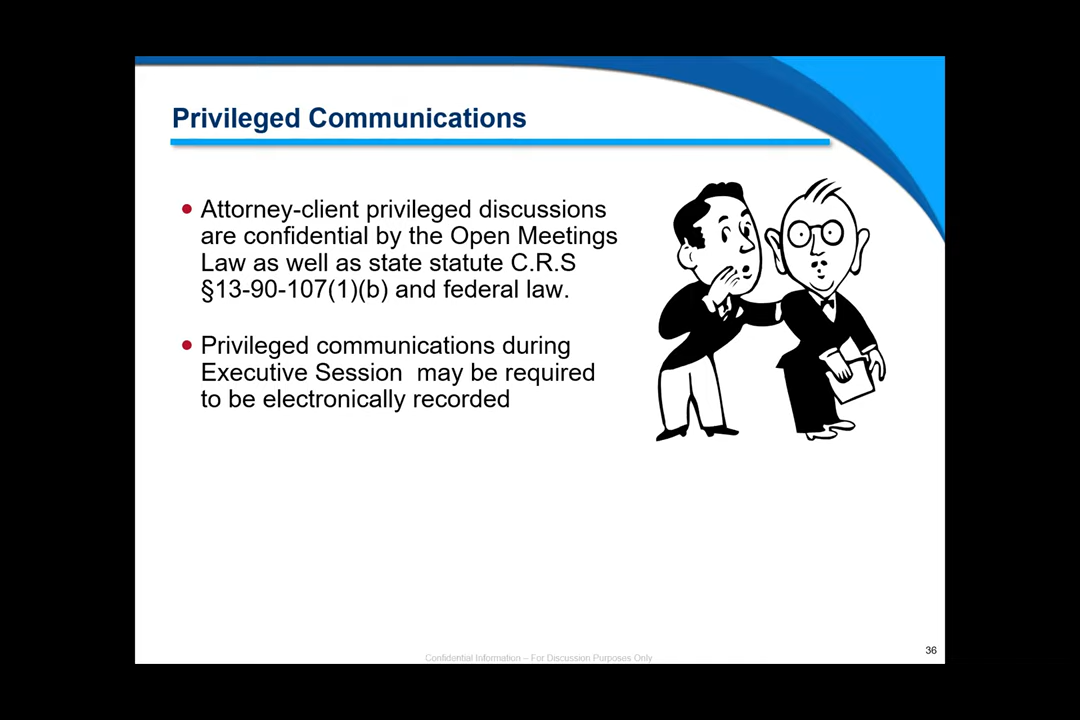 Privileged Communications
• Attorney-client privileged discussions
are confidential by the Open Meetings
Law as well as state statute C.R.S
§13-90-107(1)(b) and federal law.
• Privileged communications during
Executive Session  may be required
to be electronically recorded
Confidential Information – For Discussion Purposes Only
36